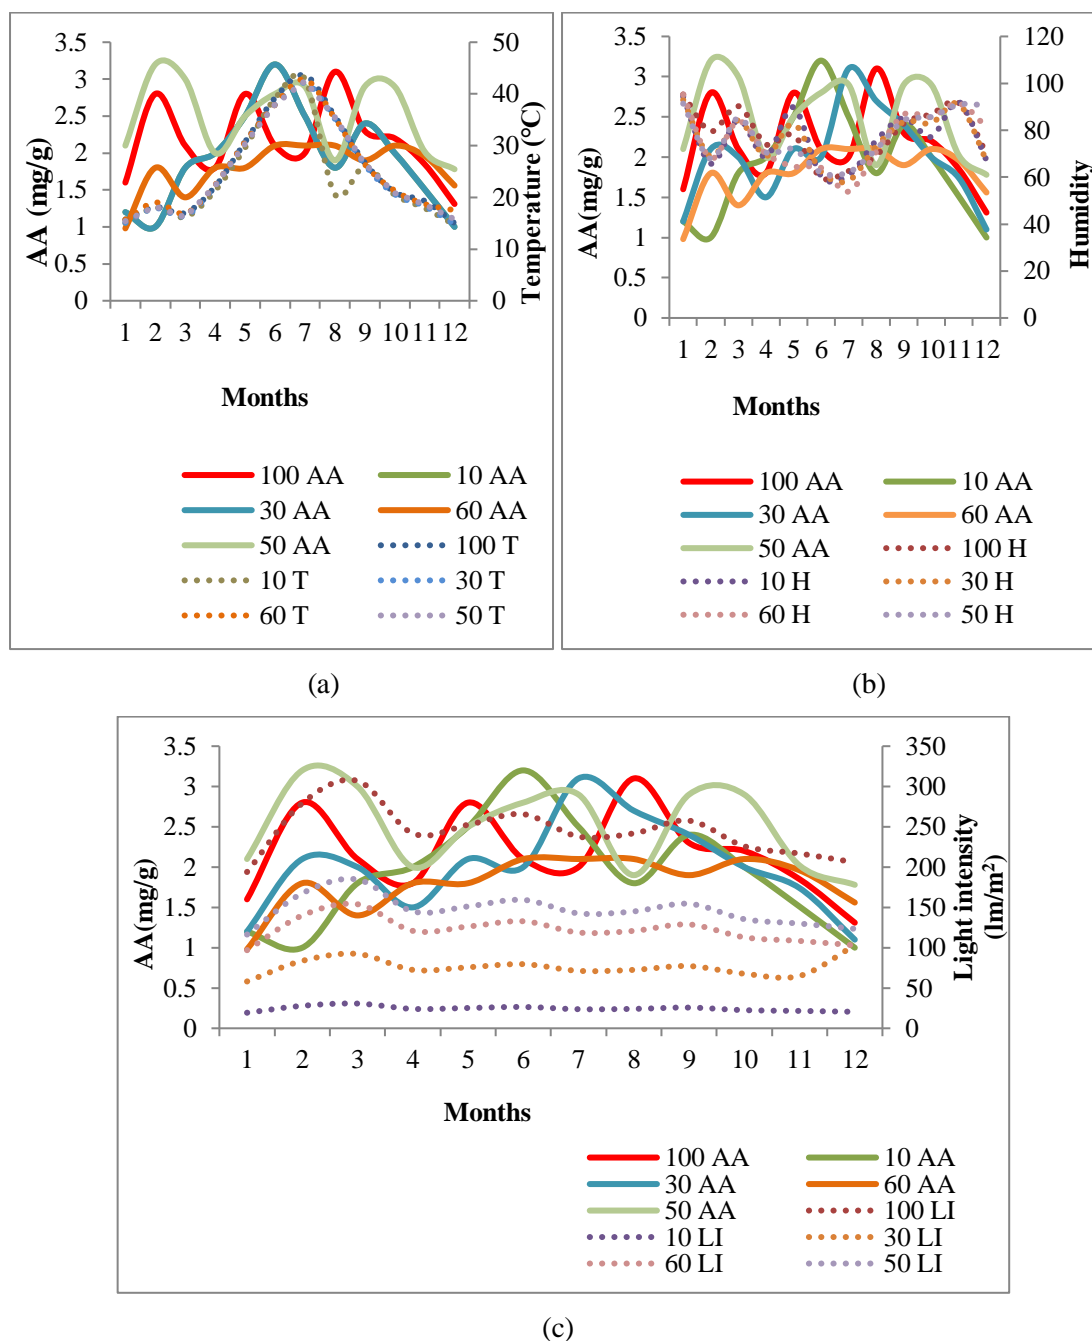 3.5
3
2.5
2
1.5
1
0.5
0
AA (mg/g)
50
40
30
20
10
0
Temperature (°C)
1 2 3 4 5 6 7 8 9 10 11 12
Months
100 AA 10 AA
30 AA 60 AA
50 AA 100 T
10 T 30 T
60 T 50 T
(a)
3.5
3
2.5
2
1.5
1
0.5
0
AA(mg/g)
120
100
80
60
40
20
0
Humidity
1 2 3 4 5 6 7 8 9 10 11 12
Months
100 AA 10 AA
30 AA 60 AA
50 AA 100 H
10 H 30 H
60 H 50 H
(b)
3.5
3
2.5
2
1.5
1
0.5
0
AA(mg/g)
350
300
250
200
150
100
50
0
Light intensity
(lm/m²)
1 2 3 4 5 6 7 8 9 10 11 12
Months
100 AA 10 AA
30 AA 60 AA
50 AA 100 LI
10 LI 30 LI
60 LI 50 LI
(c)